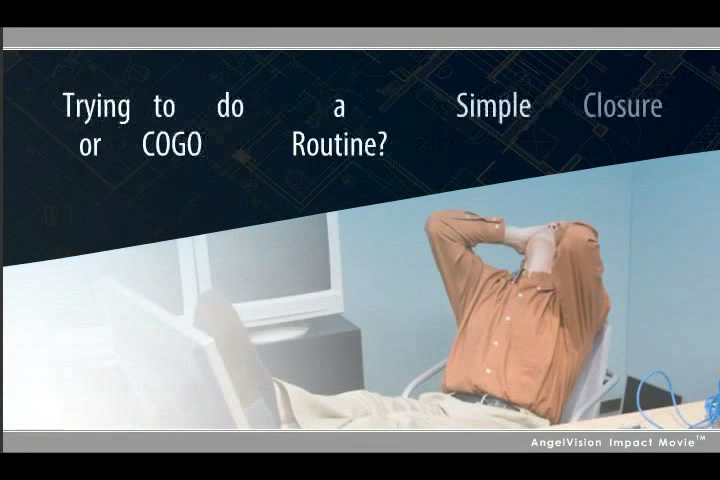 Trying to do a Simple Closure
or COGO Routine?
AngelVision Impact Movie™